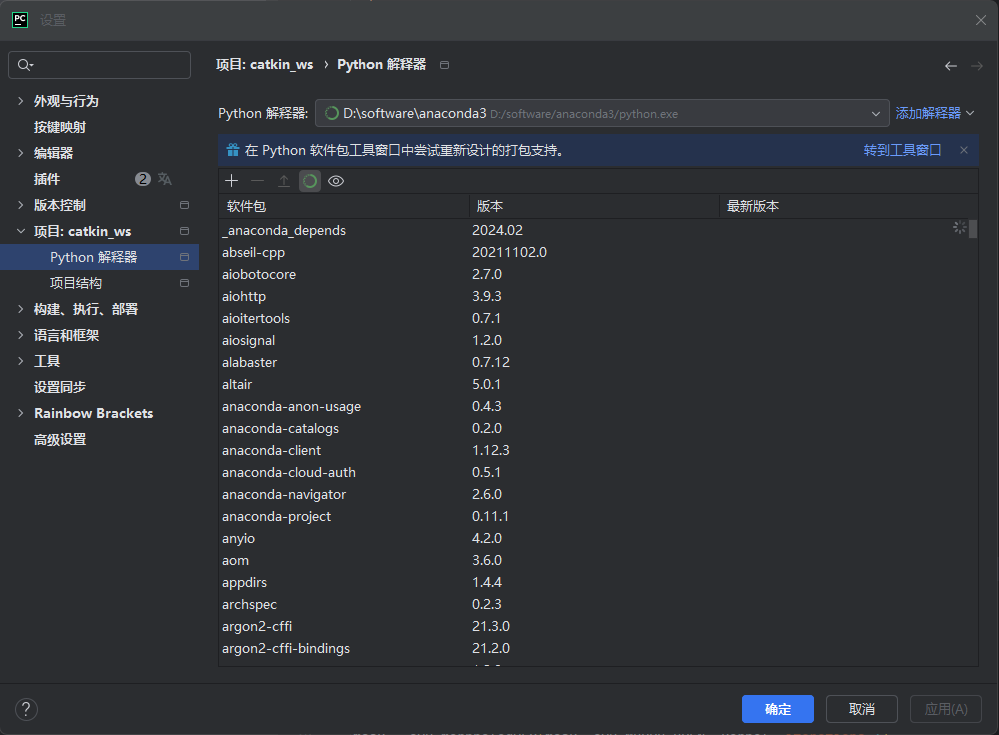 PC 设置
项目: catkin_ws › Python 解释器
外观与行为
按键映射
编辑器
插件 2
版本控制
项目: catkin_ws
Python 解释器
项目结构
构建、执行、部署
语言和框架
工具
设置同步
Rainbow Brackets
高级设置
Python 解释器: D:\software\anaconda3 D:/software/anaconda3/python.exe 添加解释器
在 Python 软件包工具窗口中尝试重新设计的打包支持。 转到工具窗口
软件包 版本 最新版本
_anaconda_depends 2024.02
abseil-cpp 20211102.0
aiobotocore 2.7.0
aiohttp 3.9.3
aioitertools 0.7.1
aiosignal 1.2.0
alabaster 0.7.12
altair 5.0.1
anaconda-anon-usage 0.4.3
anaconda-catalogs 0.2.0
anaconda-client 1.12.3
anaconda-cloud-auth 0.5.1
anaconda-navigator 2.6.0
anaconda-project 0.11.1
anyio 4.2.0
aom 3.6.0
appdirs 1.4.4
archspec 0.2.3
argon2-cffi 21.3.0
argon2-cffi-bindings 21.2.0
? 确定 取消 应用(A)